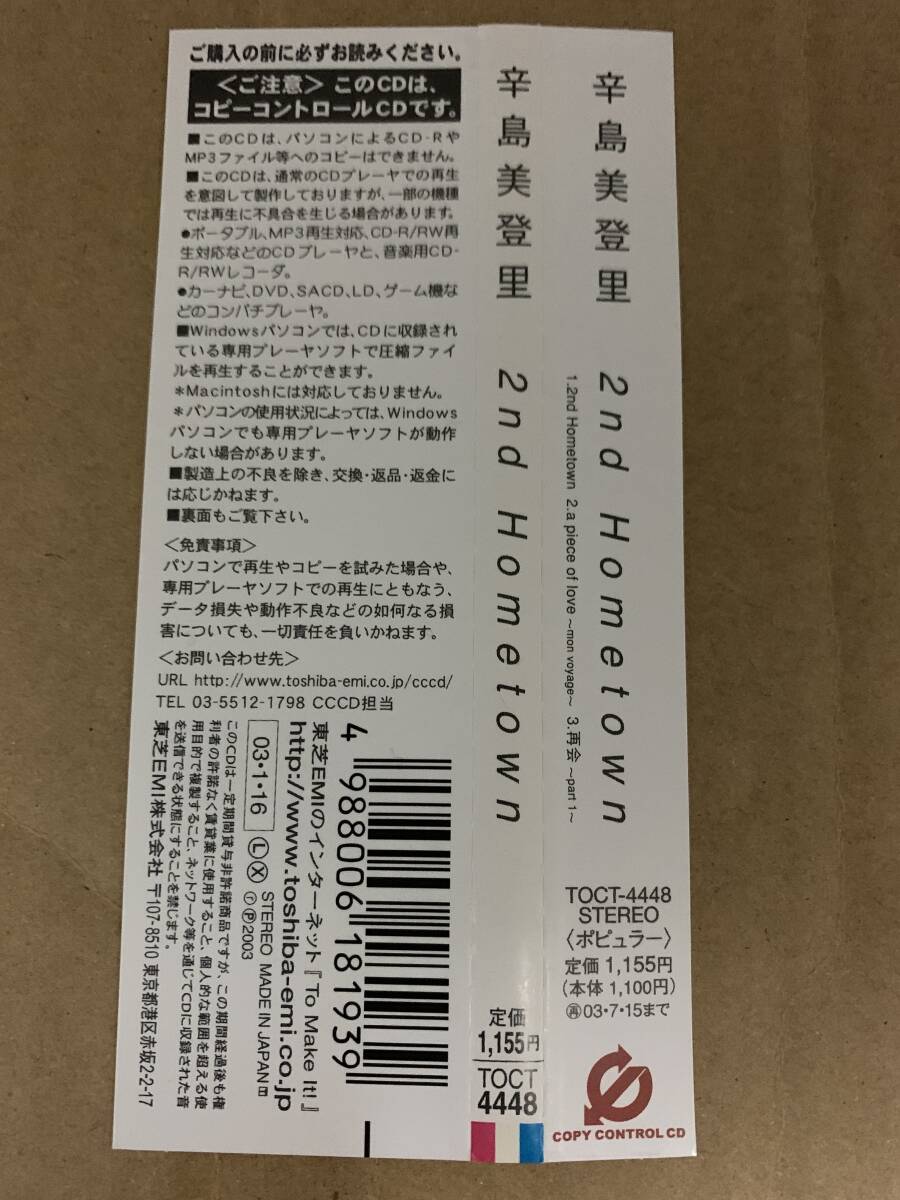 ご購入の前に必ずお読みください。
＜ご注意＞このCDは、
コピーコントロールCDです。
■このCDは、パソコンによるCD-Rや
MP3ファイル等へのコピーはできません。
■このCDは、通常のCDプレーヤでの再生
を意図して製作しておりますが、一部の機種
では再生に不具合を生じる場合があります。
●ポータブル、MP3再生対応、CD-R/RW再
生対応などのCDプレーヤと、音楽用CD-
R/RWレコーダ。
●カーナビ、DVD、SACD、LD、ゲーム機な
どのコンパチプレーヤ。
■Windowsパソコンでは、CDに収録され
ている専用プレーヤソフトで圧縮ファイ
ルを再生することができます。
＊Macintoshには対応しておりません。
＊パソコンの使用状況によっては、Windows
パソコンでも専用プレーヤソフトが動作
しない場合があります。
■製造上の不良を除き、交換・返品・返金に
は応じかねます。
■裏面もご覧下さい。
＜免責事項＞
パソコンで再生やコピーを試みた場合や、
専用プレーヤソフトでの再生にともなう、
データ損失や動作不良などの如何なる損
害についても、一切責任を負いかねます。
＜お問い合わせ先＞
URL http://www.toshiba-emi.co.jp/cccd/
TEL 03-5512-1798 CCCD担当
4 988006 181939
東芝EMIのインターネット『To Make It!』
http://www.toshiba-emi.co.jp
03・1・16 Ⓛ Ⓧ STEREO MADE IN JAPAN
ⓇⓅ2003
このCDは一定期間貸与非許諾商品ですが、この期間経過後も権
利者の許諾なく賃貸業に使用すること、個人的な範囲を超える使
用目的で複製すること、ネットワーク等を通じてCDに収録された音
を送信できる状態にすることを禁じます。
東芝EMI株式会社 〒107-8510 東京都港区赤坂2-2-17
辛島美登里 2nd Hometown
定価
1,155円
TOCT
4448
辛島美登里 2nd Hometown
1.2nd Hometown 2.a piece of love ～mon voyage～ 3.再会 ～part 1～
TOCT-4448
STEREO
〈ポピュラー〉
定価 1,155円
(本体 1,100円)
㊢03・7・15まで
COPY CONTROL CD